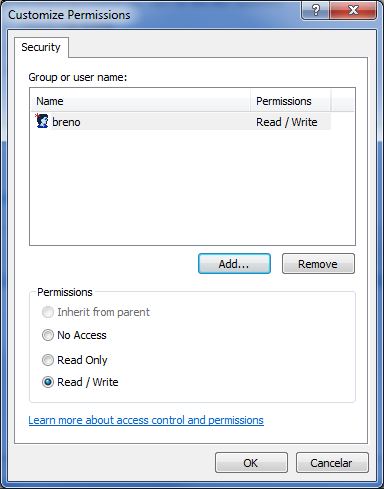 Customize Permissions
Security
Group or user name:
Name Permissions
breno Read / Write
Add... Remove
Permissions
Inherit from parent
No Access
Read Only
Read / Write
Learn more about access control and permissions
OK Cancelar